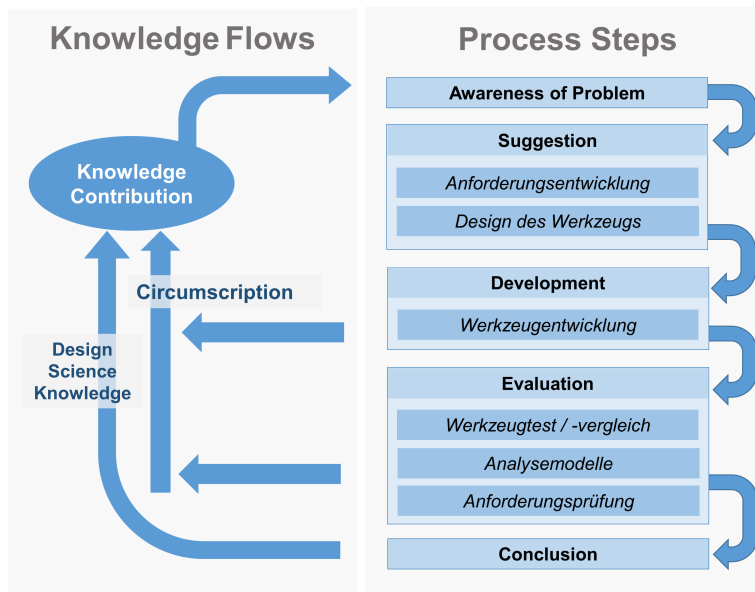 Knowledge Flows
Knowledge
Contribution
Circumscription
Design
Science
Knowledge
Process Steps
Awareness of Problem
Suggestion
Anforderungsentwicklung
Design des Werkzeugs
Development
Werkzeugentwicklung
Evaluation
Werkzeugtest / -vergleich
Analysemodelle
Anforderungsprüfung
Conclusion